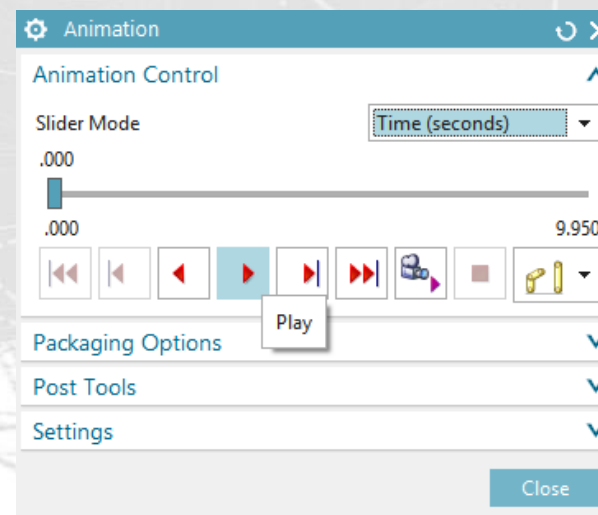 Animation
Animation Control
Slider Mode Time (seconds)
.000
.000 9.950
Play
Packaging Options
Post Tools
Settings
Close